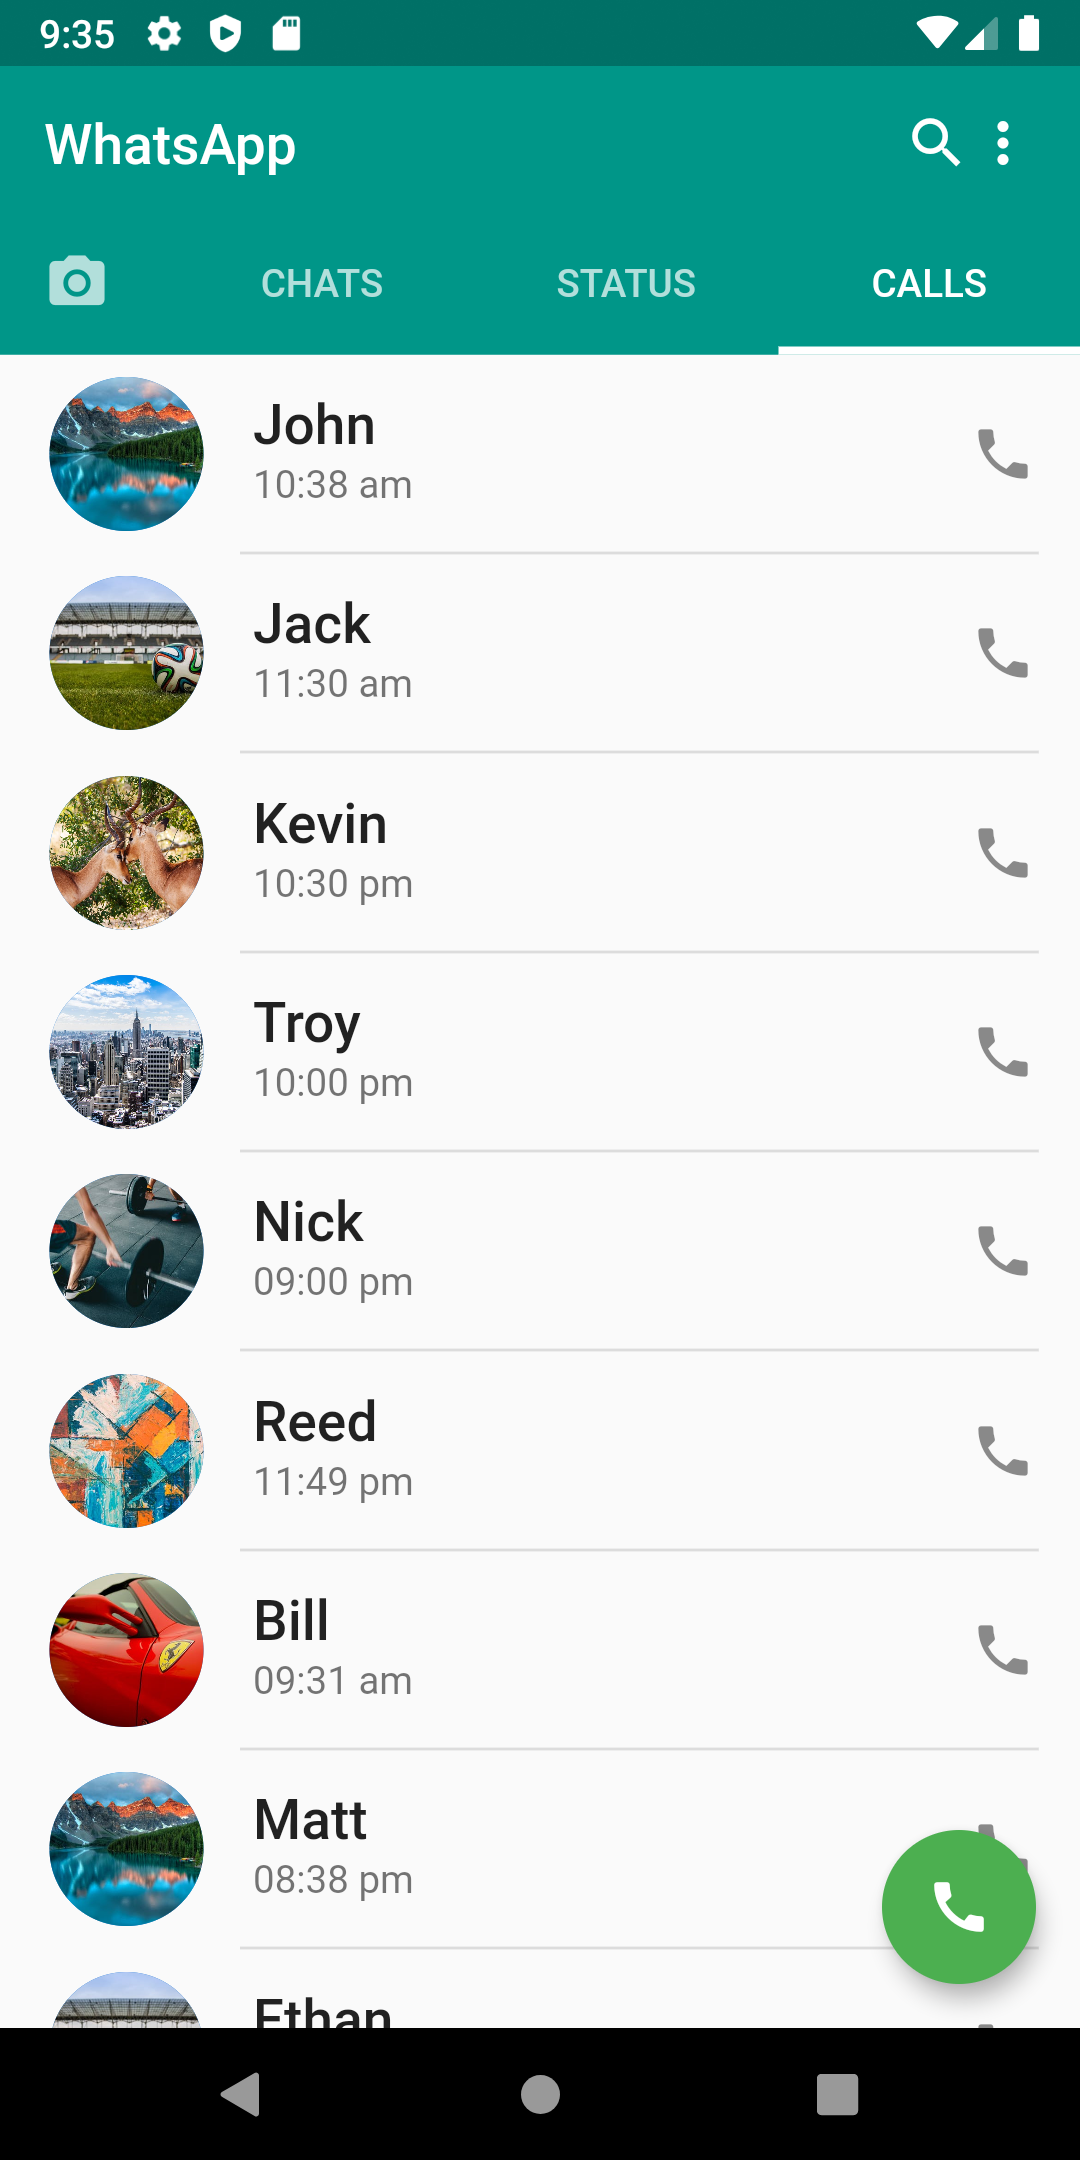 9:35
WhatsApp
CHATS STATUS CALLS
John
10:38 am
Jack
11:30 am
Kevin
10:30 pm
Troy
10:00 pm
Nick
09:00 pm
Reed
11:49 pm
Bill
09:31 am
Matt
08:38 pm
Ethan